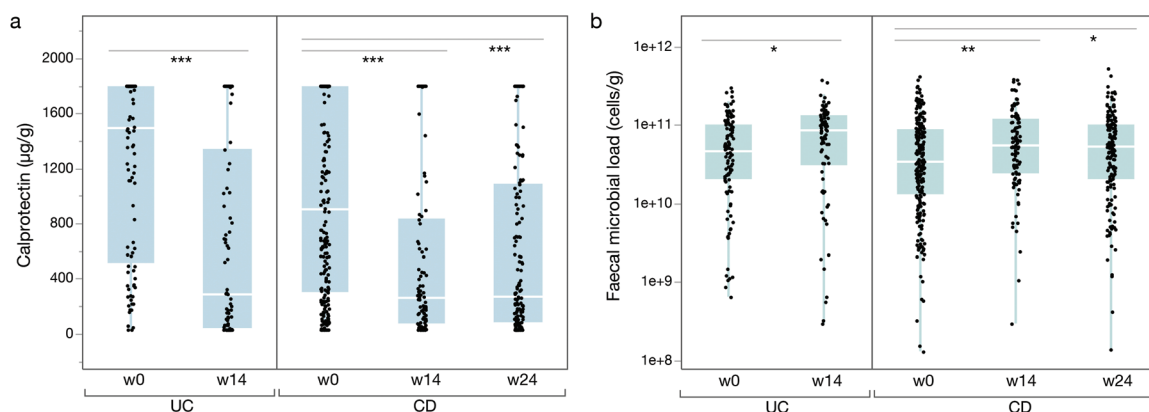 a
Calprotectin (µg/g)
2000
1600
1200
800
400
0
***
***
***
w0 w14 w0 w14 w24
UC CD
b
Faecal microbial load (cells/g)
1e+12
1e+11
1e+10
1e+9
1e+8
*
**
*
w0 w14 w0 w14 w24
UC CD